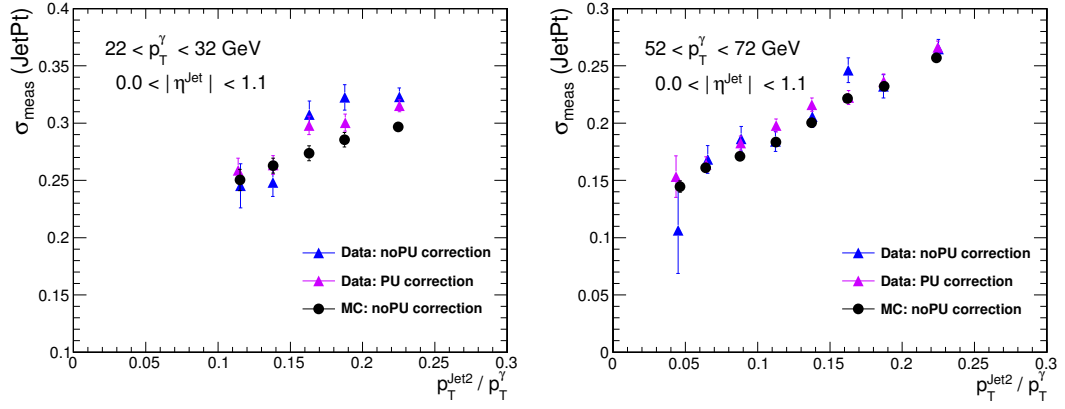 σ_meas (JetPt)
0.4
0.35
0.3
0.25
0.2
0.15
0.1
22 < p_T^γ < 32 GeV
0.0 < | η^Jet | < 1.1
Data: noPU correction
Data: PU correction
MC: noPU correction
0 0.05 0.1 0.15 0.2 0.25 0.3
p_T^Jet2 / p_T^γ
σ_meas (JetPt)
0.3
0.25
0.2
0.15
0.1
0.05
0
52 < p_T^γ < 72 GeV
0.0 < | η^Jet | < 1.1
Data: noPU correction
Data: PU correction
MC: noPU correction
0 0.05 0.1 0.15 0.2 0.25 0.3
p_T^Jet2 / p_T^γ